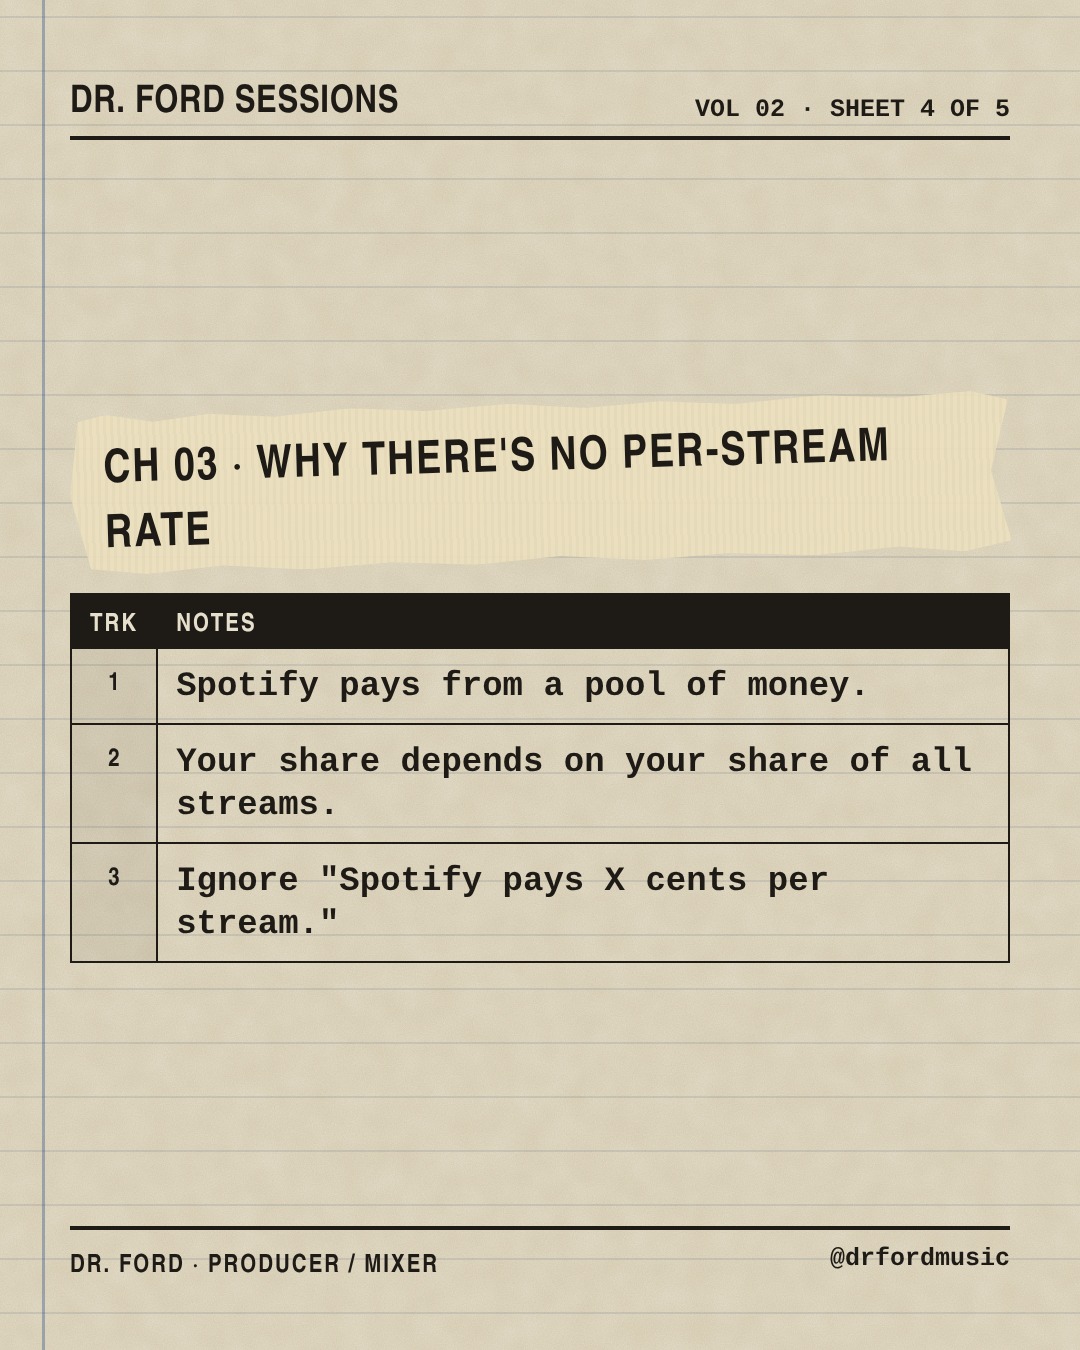 DR. FORD SESSIONS
VOL 02 · SHEET 4 OF 5
CH 03 · WHY THERE'S NO PER-STREAM
RATE
TRK NOTES
1 Spotify pays from a pool of money.
2 Your share depends on your share of all
streams.
3 Ignore "Spotify pays X cents per
stream."
DR. FORD · PRODUCER / MIXER
@drfordmusic